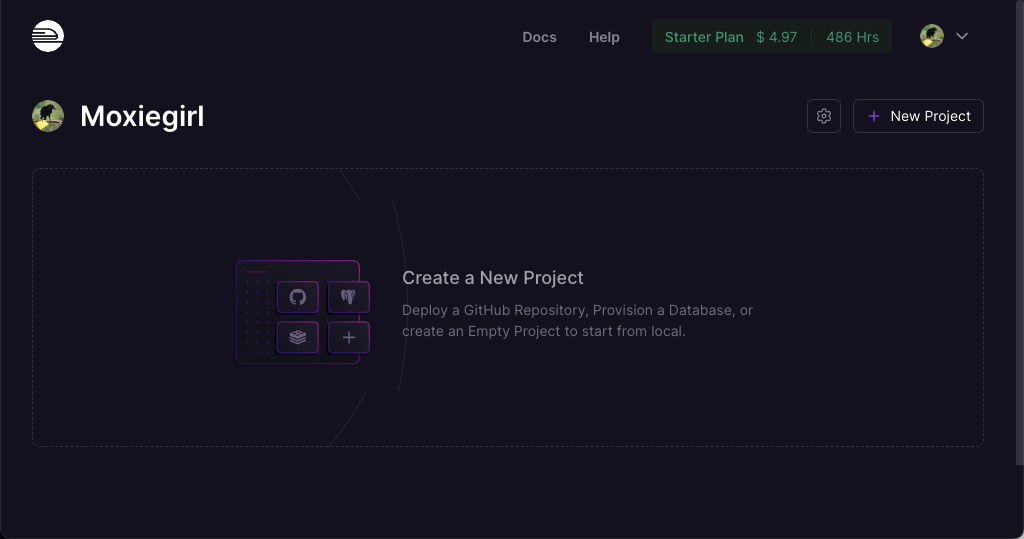 Docs Help Starter Plan $ 4.97 486 Hrs
Moxiegirl
+ New Project
Create a New Project
Deploy a GitHub Repository, Provision a Database, or
create an Empty Project to start from local.